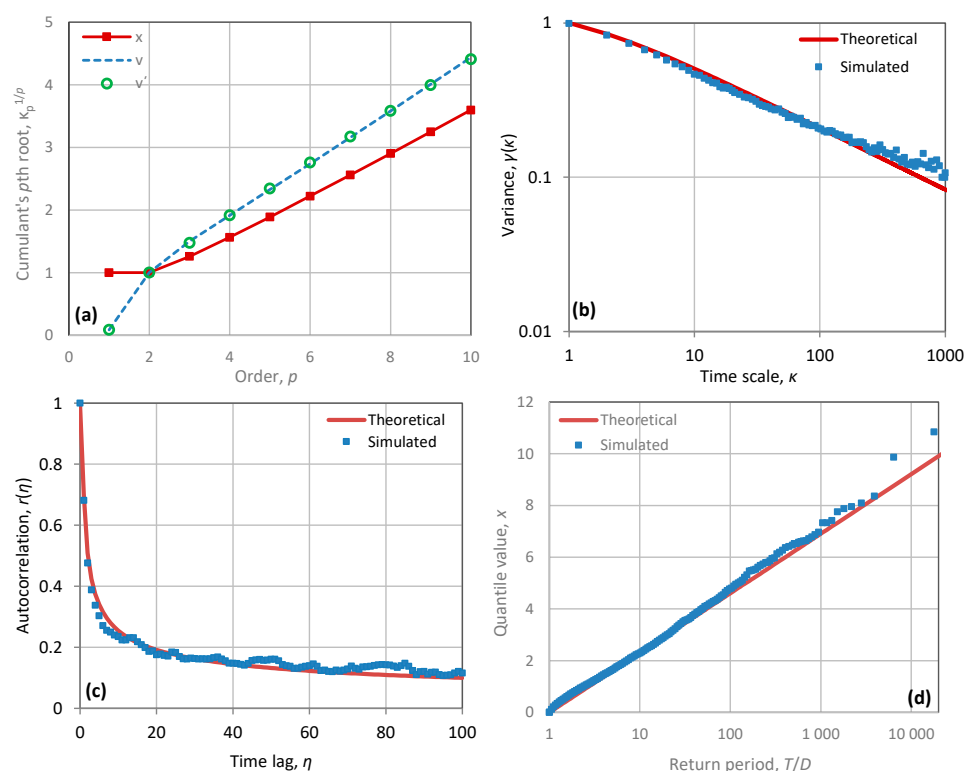 5
4
3
2
1
0
0
2
4
6
8
10
Cumulant's pth root, κp^1/p
Order, p
x
v
v´
(a)
1
0.1
0.01
1
10
100
1000
Variance, γ(κ)
Time scale, κ
Theoretical
Simulated
(b)
1
0.8
0.6
0.4
0.2
0
0
20
40
60
80
100
Autocorrelation, r(η)
Time lag, η
Theoretical
Simulated
(c)
12
10
8
6
4
2
0
1
10
100
1 000
10 000
Quantile value, x
Return period, T/D
Theoretical
Simulated
(d)